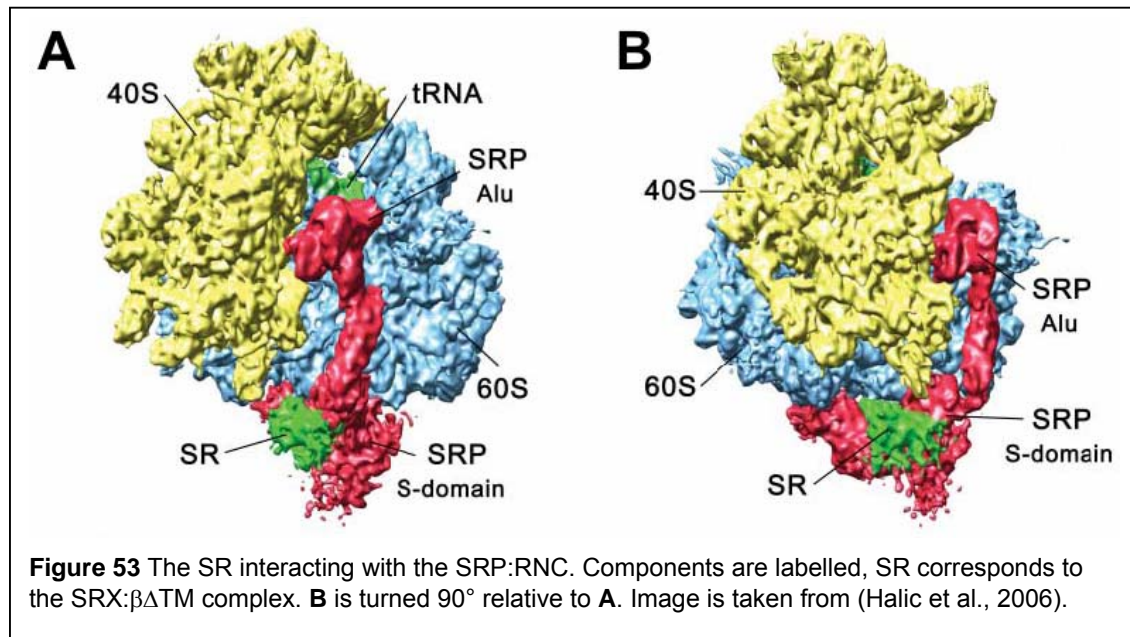 A
40S
tRNA
SRP
Alu
60S
SR
SRP
S-domain
B
40S
SRP
Alu
60S
SRP
S-domain
SR
Figure 53 The SR interacting with the SRP:RNC. Components are labelled, SR corresponds to
the SRX:βΔTM complex. B is turned 90° relative to A. Image is taken from (Halic et al., 2006).